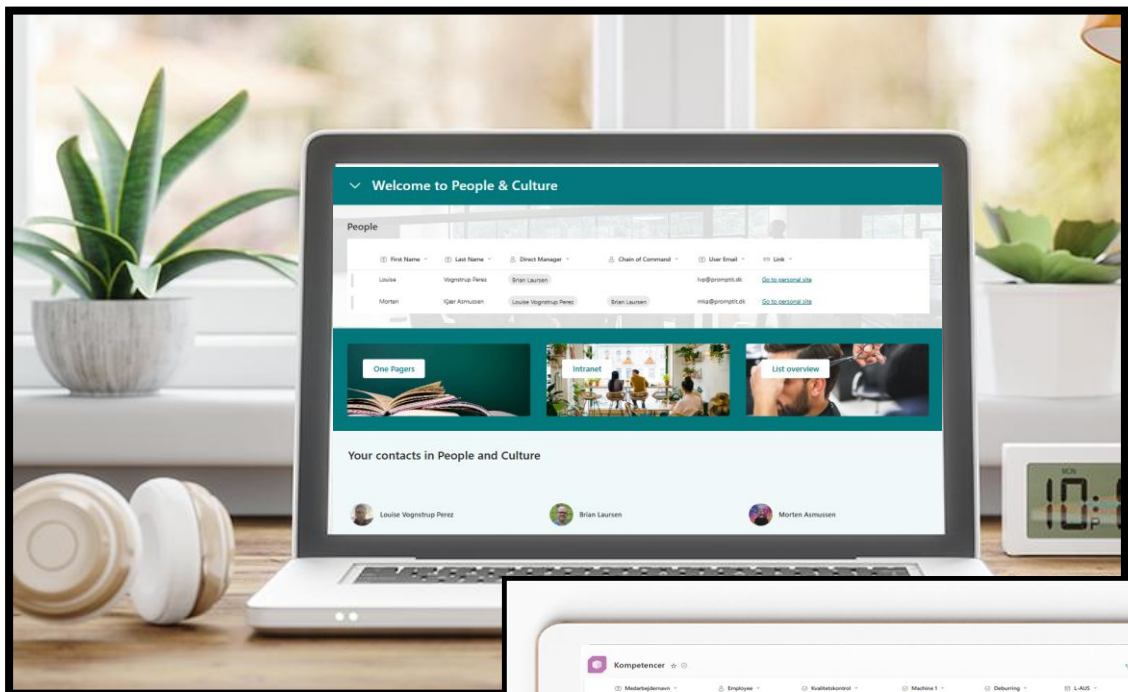 Welcome to People & Culture
People
First Name Last Name Direct Manager Chain of Command User Email Link
Louise Vognstrup Perez Brian Laursen lvp@promptit.dk Go to personal site
Morten Kjær Asmussen Louise Vognstrup Perez Brian Laursen mka@promptit.dk Go to personal site
One Pagers Intranet List overview
Your contacts in People and Culture
Louise Vognstrup Perez Brian Laursen Morten Asmussen
MON
10:
P
Kompetencer
Medarbejdernavn Employee Kvalitetskontrol Machine 1 Deburring L-AUS